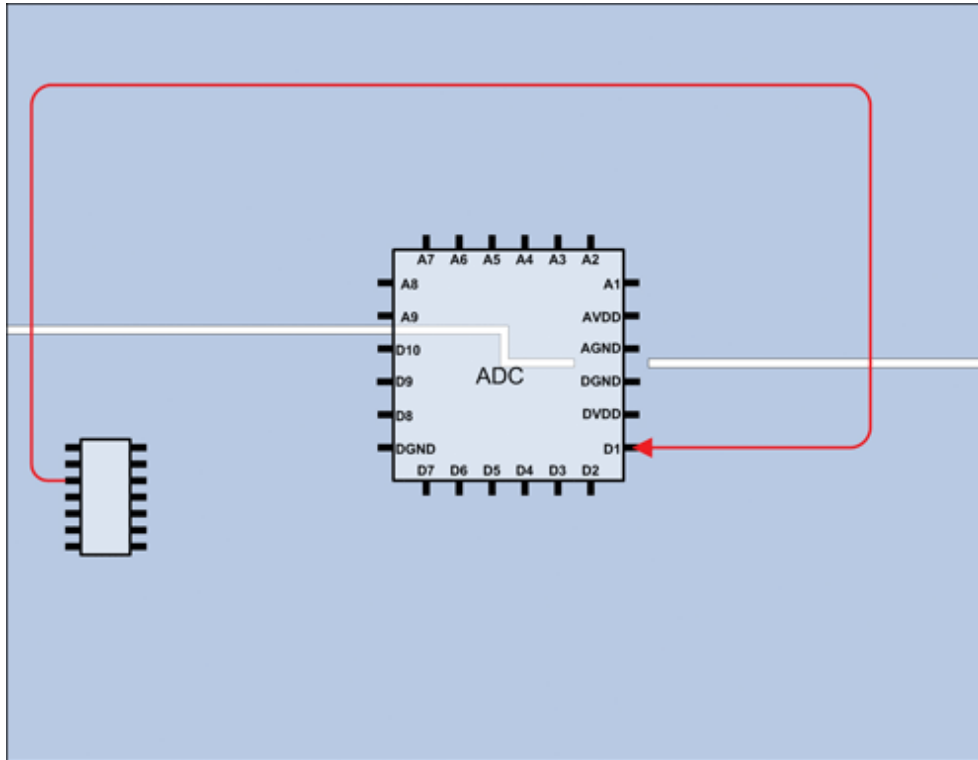 A7 A6 A5 A4 A3 A2
A8 A1
A9 AVDD
D10 AGND
ADC
D9 DGND
D8 DVDD
DGND D1
D7 D6 D5 D4 D3 D2